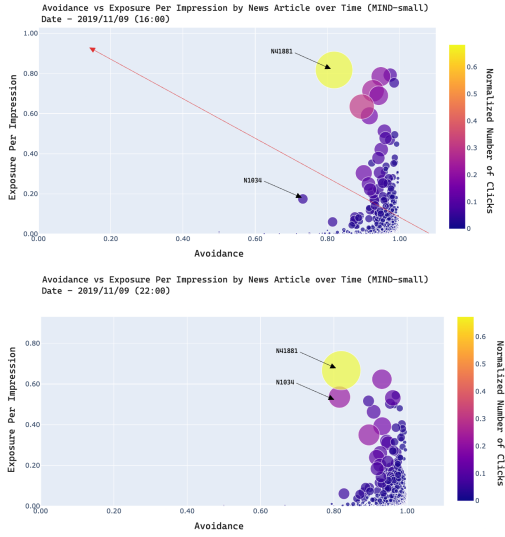 Avoidance vs Exposure Per Impression by News Article over Time (MIND-small)
Date - 2019/11/09 (16:00)
1.00
0.80
0.60
0.40
0.20
0.00
Exposure Per Impression
N41881
N1034
0.00
0.20
0.40
0.60
0.80
1.00
Avoidance
0.6
0.5
0.4
0.3
0.2
0.1
0
Normalized Number of Clicks
Avoidance vs Exposure Per Impression by News Article over Time (MIND-small)
Date - 2019/11/09 (22:00)
0.80
0.60
0.40
0.20
0.00
Exposure Per Impression
N41881
N1034
0.00
0.20
0.40
0.60
0.80
1.00
Avoidance
0.6
0.5
0.4
0.3
0.2
0.1
0
Normalized Number of Clicks